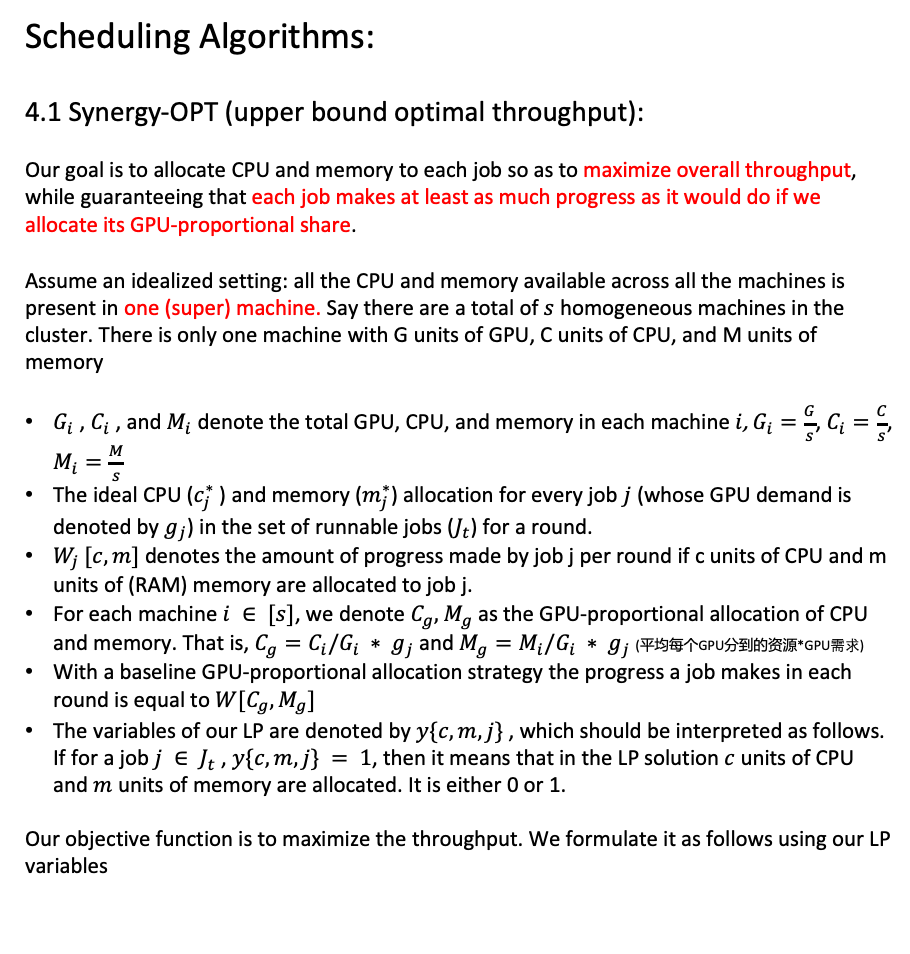 Scheduling Algorithms:
4.1 Synergy-OPT (upper bound optimal throughput):
Our goal is to allocate CPU and memory to each job so as to maximize overall throughput,
while guaranteeing that each job makes at least as much progress as it would do if we
allocate its GPU-proportional share.
Assume an idealized setting: all the CPU and memory available across all the machines is
present in one (super) machine. Say there are a total of s homogeneous machines in the
cluster. There is only one machine with G units of GPU, C units of CPU, and M units of
memory
• G_i , C_i , and M_i denote the total GPU, CPU, and memory in each machine i, G_i = G/s, C_i = C/s,
M_i = M/s
• The ideal CPU (c_j^* ) and memory (m_j^*) allocation for every job j (whose GPU demand is
denoted by g_j) in the set of runnable jobs (J_t) for a round.
• W_j [c, m] denotes the amount of progress made by job j per round if c units of CPU and m
units of (RAM) memory are allocated to job j.
• For each machine i ∈ [s], we denote C_g, M_g as the GPU-proportional allocation of CPU
and memory. That is, C_g = C_i/G_i * g_j and M_g = M_i/G_i * g_j (平均每个GPU分到的资源*GPU需求)
• With a baseline GPU-proportional allocation strategy the progress a job makes in each
round is equal to W[C_g, M_g]
• The variables of our LP are denoted by y{c, m, j} , which should be interpreted as follows.
If for a job j ∈ J_t , y{c, m, j} = 1, then it means that in the LP solution c units of CPU
and m units of memory are allocated. It is either 0 or 1.
Our objective function is to maximize the throughput. We formulate it as follows using our LP
variables